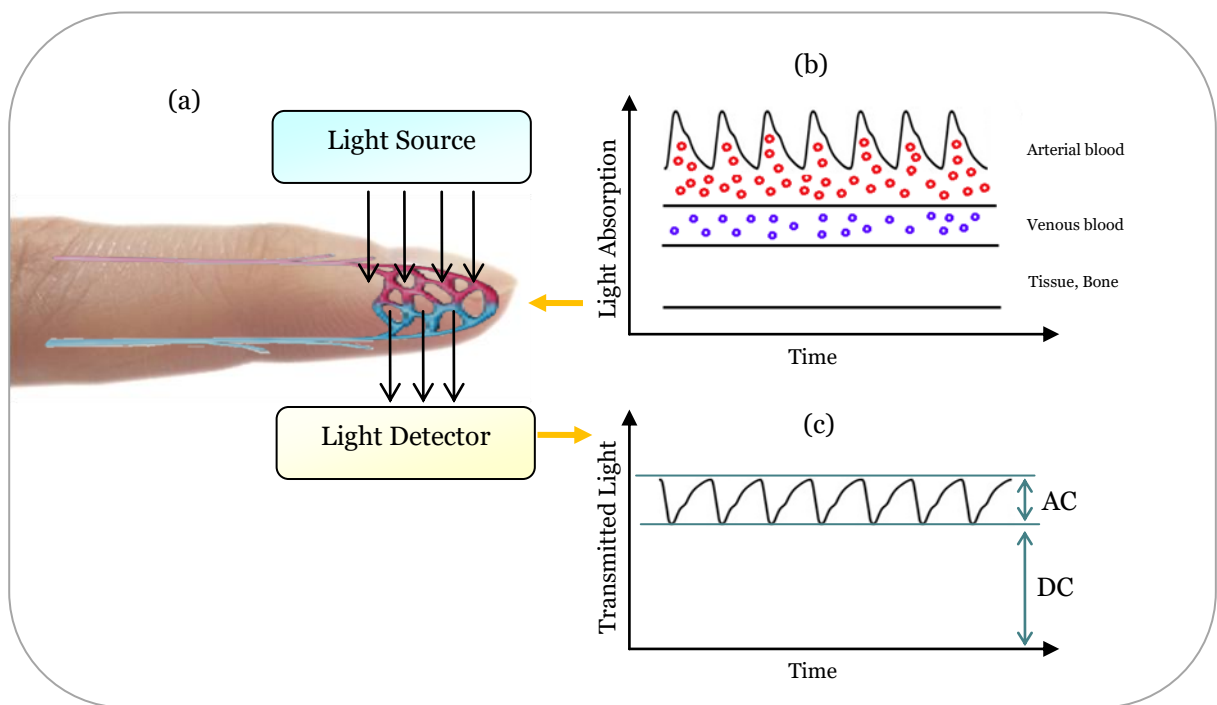 (a)
Light Source
Light Detector
(b)
Light Absorption
Arterial blood
Venous blood
Tissue, Bone
Time
(c)
Transmitted Light
AC
DC
Time